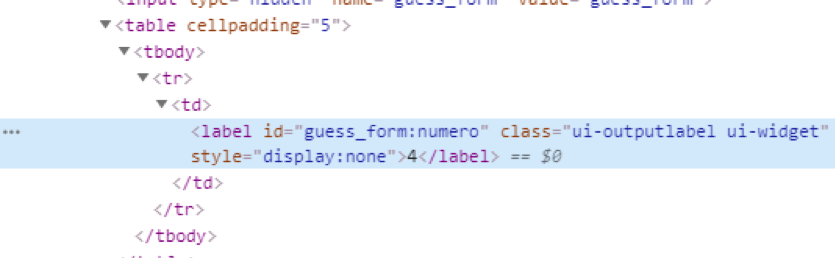 <input type="hidden" name="guess_form" value="guess_form">
▼<table cellpadding="5">
▼<tbody>
▼<tr>
▼<td>
... <label id="guess_form:numero" class="ui-outputlabel ui-widget"
style="display:none">4</label> == $0
</td>
</tr>
</tbody>